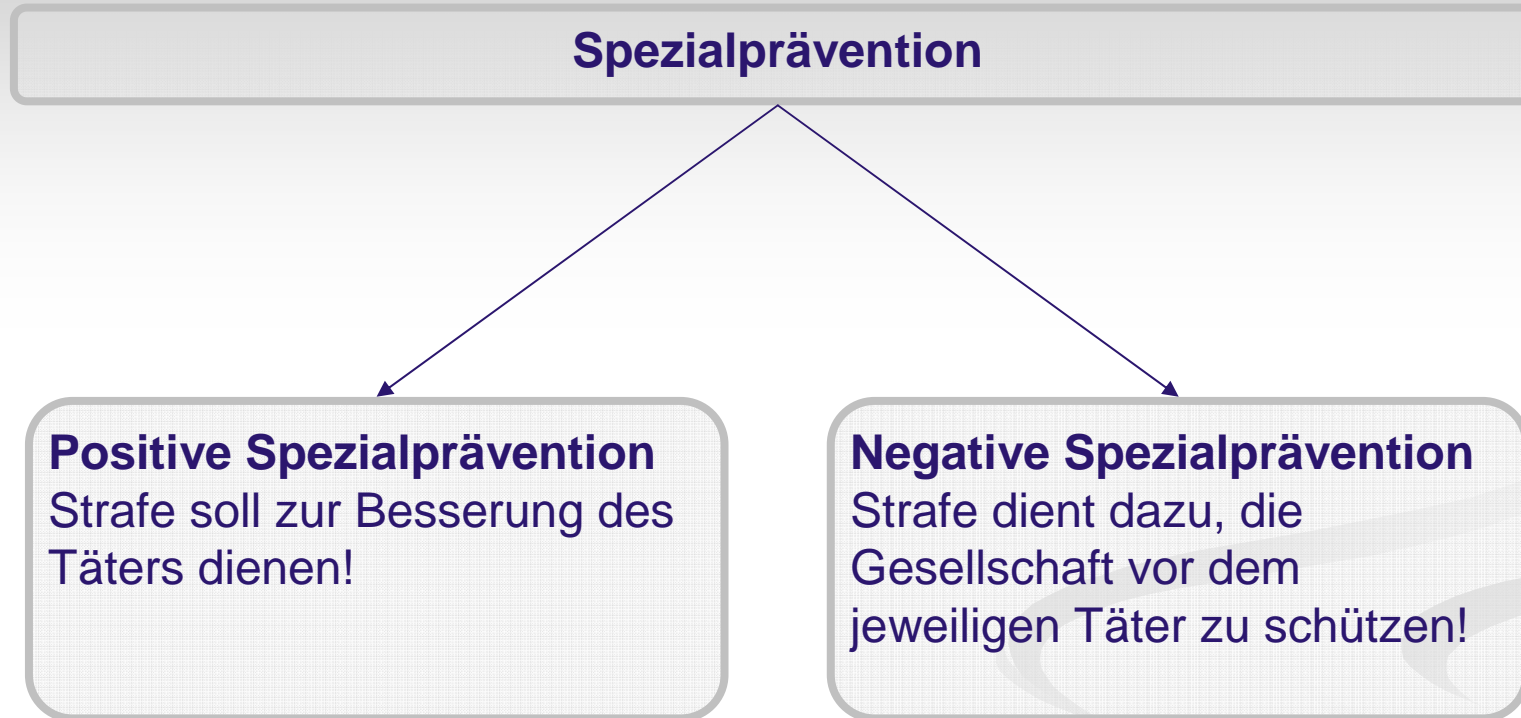 Spezialprävention
Positive Spezialprävention
Strafe soll zur Besserung des
Täters dienen!
Negative Spezialprävention
Strafe dient dazu, die
Gesellschaft vor dem
jeweiligen Täter zu schützen!